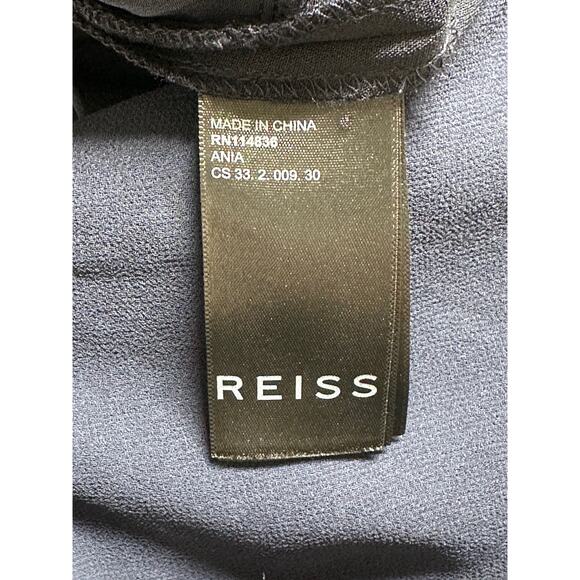 MADE IN CHINA
RN114836
ANIA
CS 33. 2. 009. 30
REISS